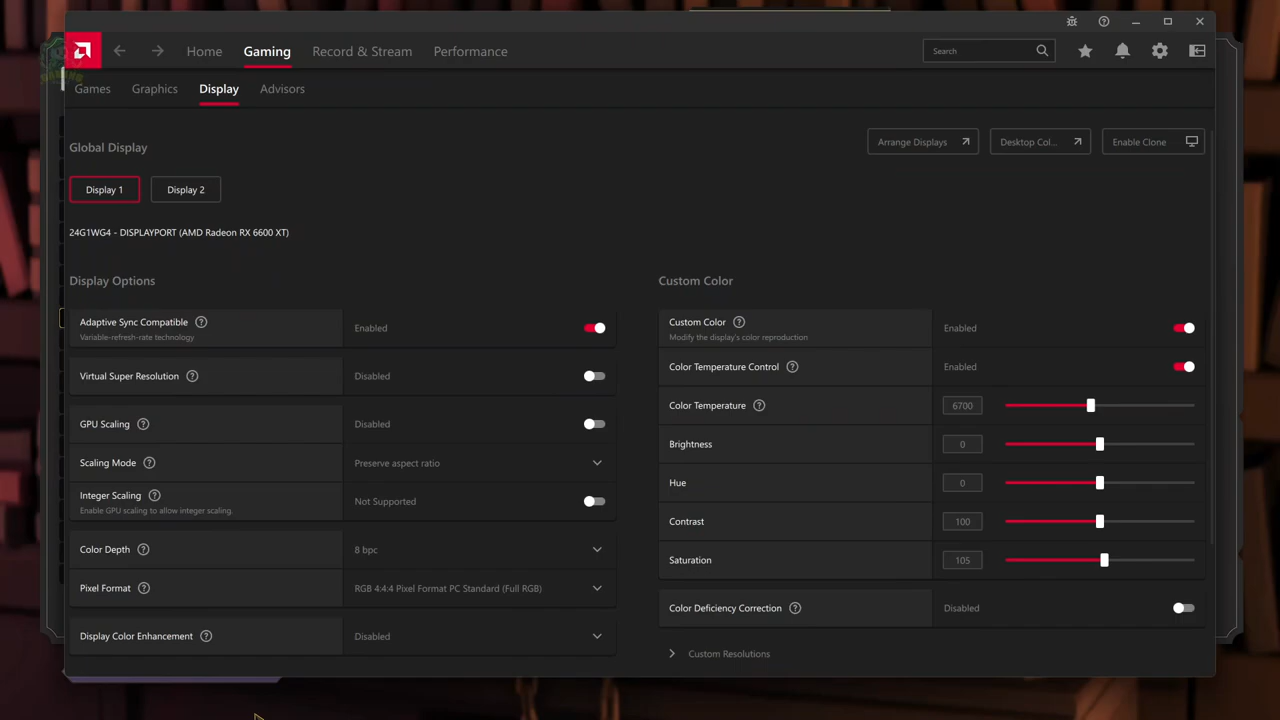 Home
Gaming
Record & Stream
Performance
Search
Games
Graphics
Display
Advisors
Global Display
Arrange Displays
Desktop Col...
Enable Clone
Display 1
Display 2
24G1WG4 - DISPLAYPORT (AMD Radeon RX 6600 XT)
Display Options
Adaptive Sync Compatible
Variable-refresh-rate technology
Enabled
Virtual Super Resolution
Disabled
GPU Scaling
Disabled
Scaling Mode
Preserve aspect ratio
Integer Scaling
Enable GPU scaling to allow integer scaling.
Not Supported
Color Depth
8 bpc
Pixel Format
RGB 4:4:4 Pixel Format PC Standard (Full RGB)
Display Color Enhancement
Disabled
Custom Color
Custom Color
Modify the display's color reproduction
Enabled
Color Temperature Control
Enabled
Color Temperature
6700
Brightness
0
Hue
0
Contrast
100
Saturation
105
Color Deficiency Correction
Disabled
Custom Resolutions